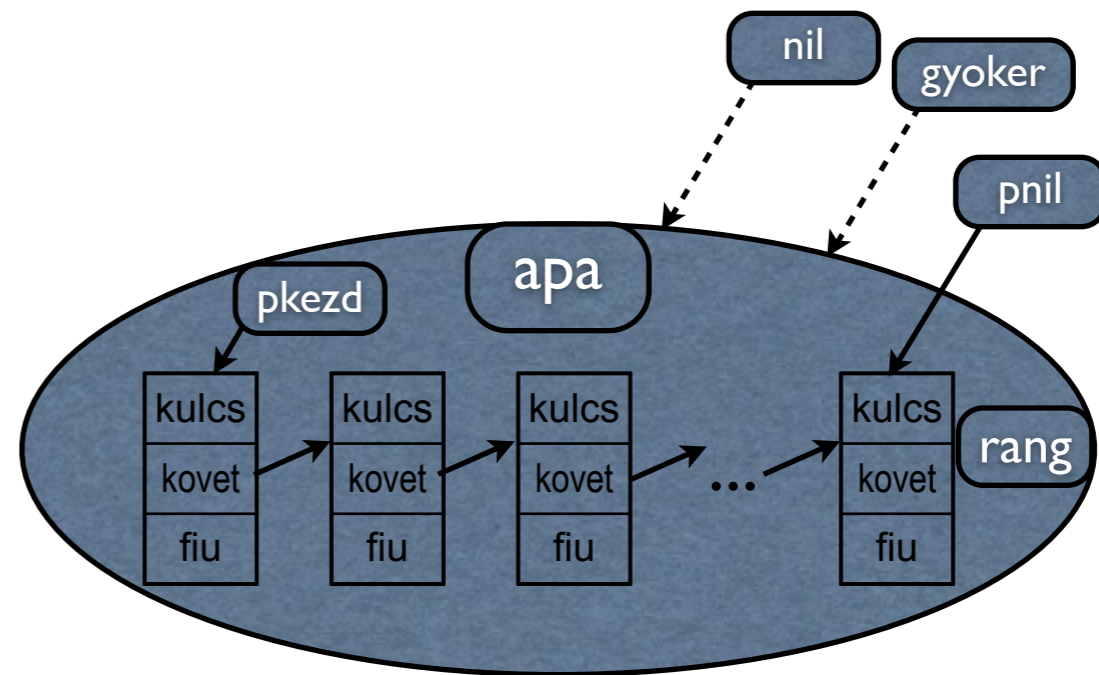 nil
gyoker
pnil
apa
pkezd
kulcs kulcs kulcs kulcs
rang
kovet kovet kovet ... kovet
fiu fiu fiu fiu